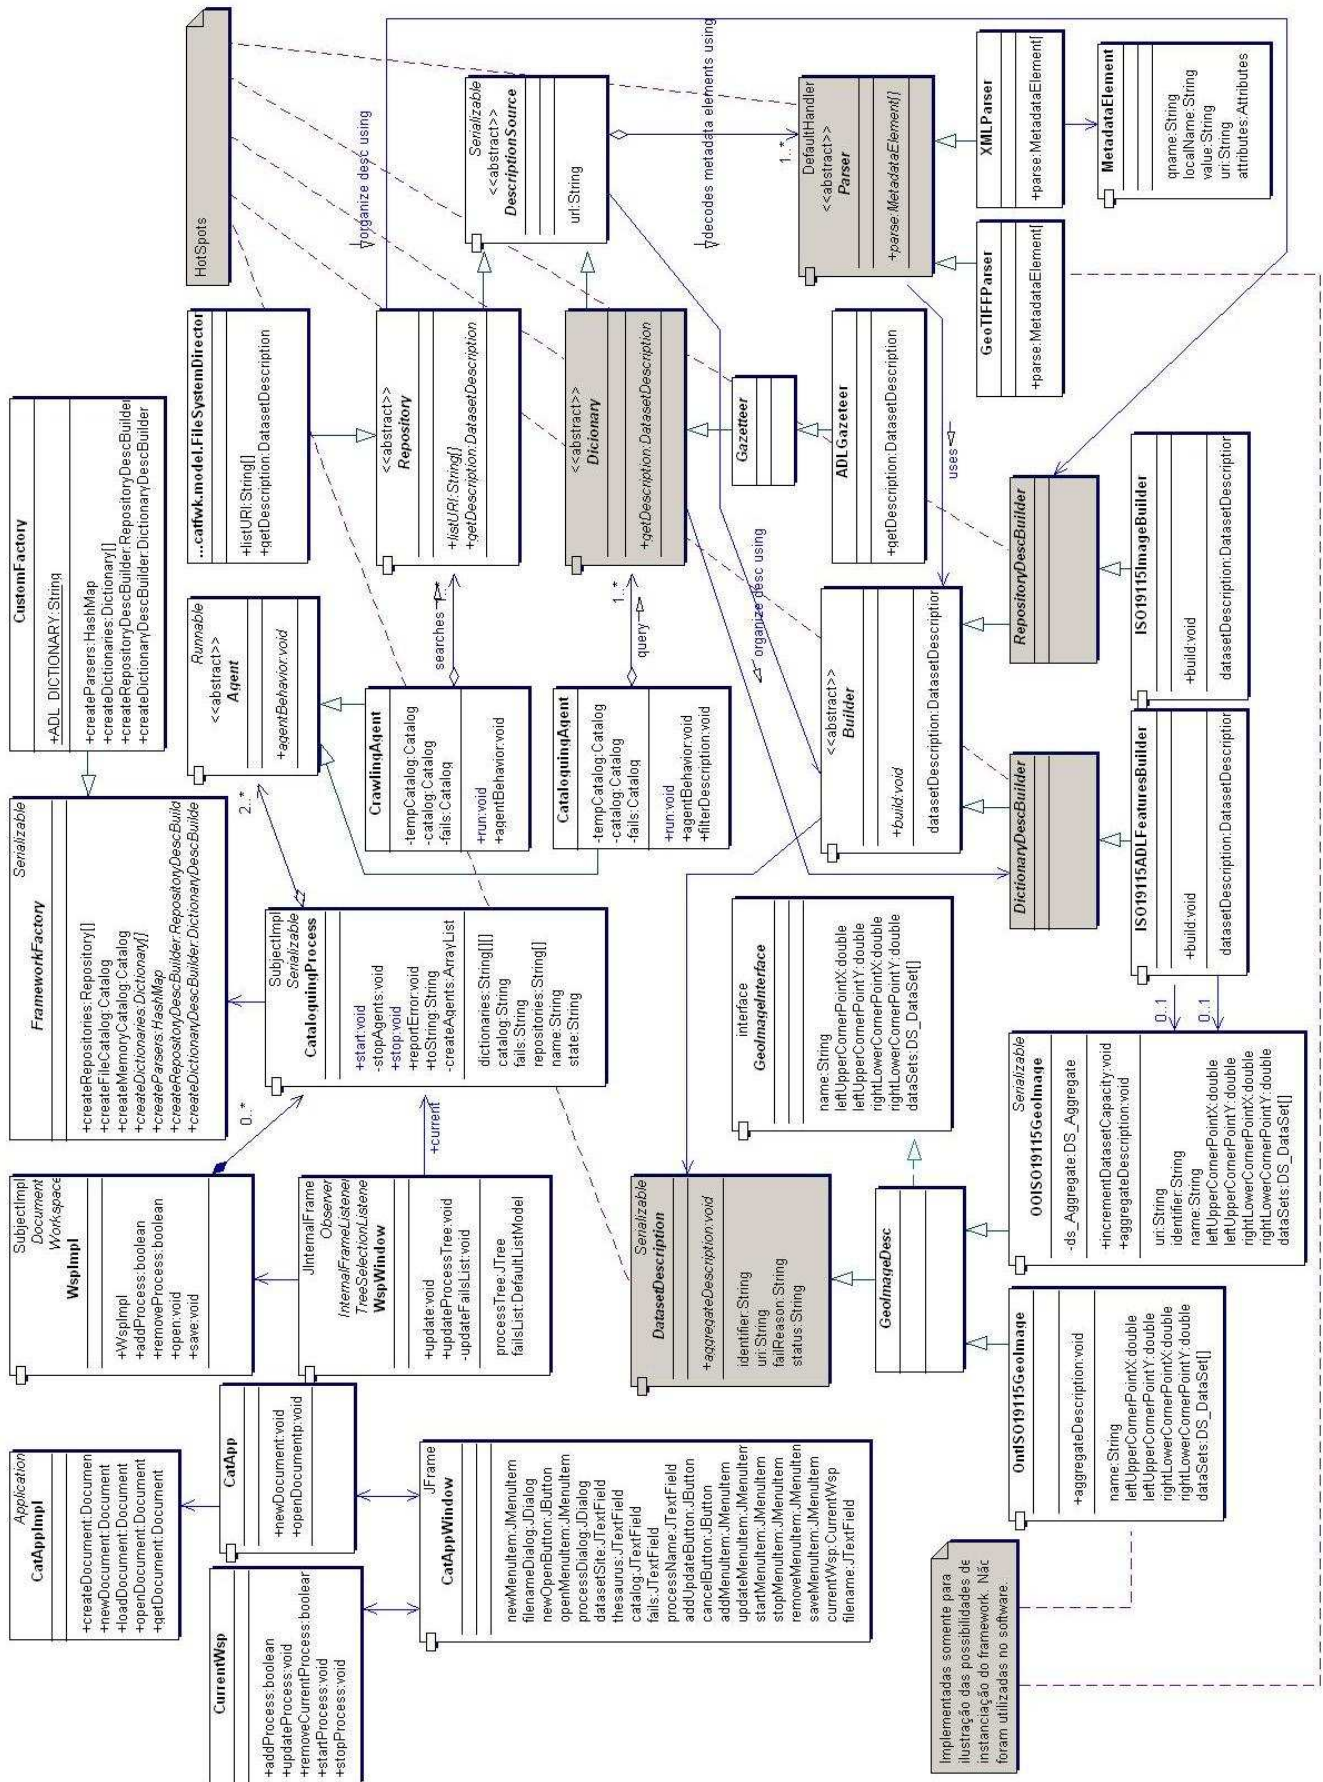 Application
CatAppImpl
+createDocument:Documen
+newDocument:Document
+loadDocument:Document
+openDocument:Document
+getDocument:Document
SubjectImpl
Document
Workspace
WspImpl
+WspImpl
+addProcess:boolean
+removeProcess:boolean
+open:void
+save:void
Serializable
FrameworkFactory
+createRepositories:Repository[]
+createFileCatalog:Catalog
+createMemoryCatalog:Catalog
+createDictionaries:Dictionary[]
+createParsers:HashMap
+createRepositoryDescBuilder:RepositoryDescBuild
+createDictionaryDescBuilder:DictionaryDescBuilde
CustomFactory
+ADL_DICTIONARY:String
+createParsers:HashMap
+createDictionaries:Dictionary[]
+createRepositoryDescBuilder:RepositoryDescBuilder
+createDictionaryDescBuilder:DictionaryDescBuilder
HotSpots
CurrentWsp
+addProcess:boolean
+updateProcess:void
+removeCurrentProcess:boolean
+startProcess:void
+stopProcess:void
CatApp
+newDocument:void
+openDocumentp:void
JInternalFrame
InternalFrameListener
Observer
TreeSelectionListene
WspWindow
+update:void
+updateProcessTree:void
-updateFailsList:void
processTree:JTree
failsList:DefaultListModel
0..*
+current
SubjectImpl
Serializable
CataloguingProcess
+start:void
-stopAgents:void
+stop:void
+reportError:void
+toString:String
-createAgents:ArrayList
dictionaries:String[][]
catalog:String
fails:String
repositories:String[]
name:String
state:String
2..*
Runnable
<<abstract>>
Agent
+agentBehavior:void
...catfwk.model.FileSystemDirector
+listURI:String[]
+getDescription:DatasetDescription
organize desc using
JFrame
CatAppWindow
newMenuItem:JMenuItem
filenameDialog:JDialog
newOpenButton:JButton
openMenuItem:JMenuItem
processDialog:JDialog
datasetSite:JTextField
thesaurus:JTextField
catalog:JTextField
fails:JTextField
processName:JTextField
addUpdateButton:JButton
cancelButton:JButton
addMenuItem:JMenuItem
updateMenuItem:JMenuItem
startMenuItem:JMenuItem
stopMenuItem:JMenuItem
removeMenuItem:JMenuItem
saveMenuItem:JMenuItem
currentWsp:CurrentWsp
filename:JTextField
CrawlingAgent
-tempCatalog:Catalog
-catalog:Catalog
-fails:Catalog
+run:void
+agentBehavior:void
searches
1..*
<<abstract>>
Repository
+listURI:String[]
+getDescription:DatasetDescription
Serializable
<<abstract>>
DescriptionSource
url:String
CataloguingAgent
-tempCatalog:Catalog
-catalog:Catalog
-fails:Catalog
+run:void
+agentBehavior:void
+filterDescription:void
query
1..*
<<abstract>>
Dicionary
+getDescription:DatasetDescription
decodes metadata elements using
Serializable
DatasetDescription
+aggregateDescription:void
identifier:String
uri:String
failReason:String
status:String
interface
GeoImageInterface
name:String
leftUpperCornerPointX:double
leftUpperCornerPointY:double
rightLowerCornerPointX:double
rightLowerCornerPointY:double
dataSets:DS_DataSet[]
organize desc using
Gazetteer
1..*
DefaultHandler
<<abstract>>
Parser
+parse:MetadataElement[]
<<abstract>>
Builder
+build:void
datasetDescription:DatasetDescription
ADLGazeteer
+getDescription:DatasetDescription
uses
GeoImageDesc
DictionaryDescBuilder
RepositoryDescBuilder
GeoTIFFParser
+parse:MetadataElement[
XMLParser
+parse:MetadataElement[
MetadataElement
qname:String
localName:String
value:String
uri:String
attributes:Attributes
Implementadas somente para
ilustração das possibilidades de
instanciação do framework. Não
foram utilizadas no software.
OntISO19115GeoImage
+aggregateDescription:void
name:String
leftUpperCornerPointX:double
leftUpperCornerPointY:double
rightLowerCornerPointX:double
rightLowerCornerPointY:double
dataSets:DS_DataSet[]
Serializable
OOISO19115GeoImage
-ds_Aggregate:DS_Aggregate
+incrementDatasetCapacity:void
+aggregateDescription:void
uri:String
identifier:String
name:String
leftUpperCornerPointX:double
leftUpperCornerPointY:double
rightLowerCornerPointX:double
rightLowerCornerPointY:double
dataSets:DS_DataSet[]
0..1
0..1
ISO19115ADLFeaturesBuilder
+build:void
datasetDescription:DatasetDescription
ISO19115ImageBuilder
+build:void
datasetDescription:DatasetDescription